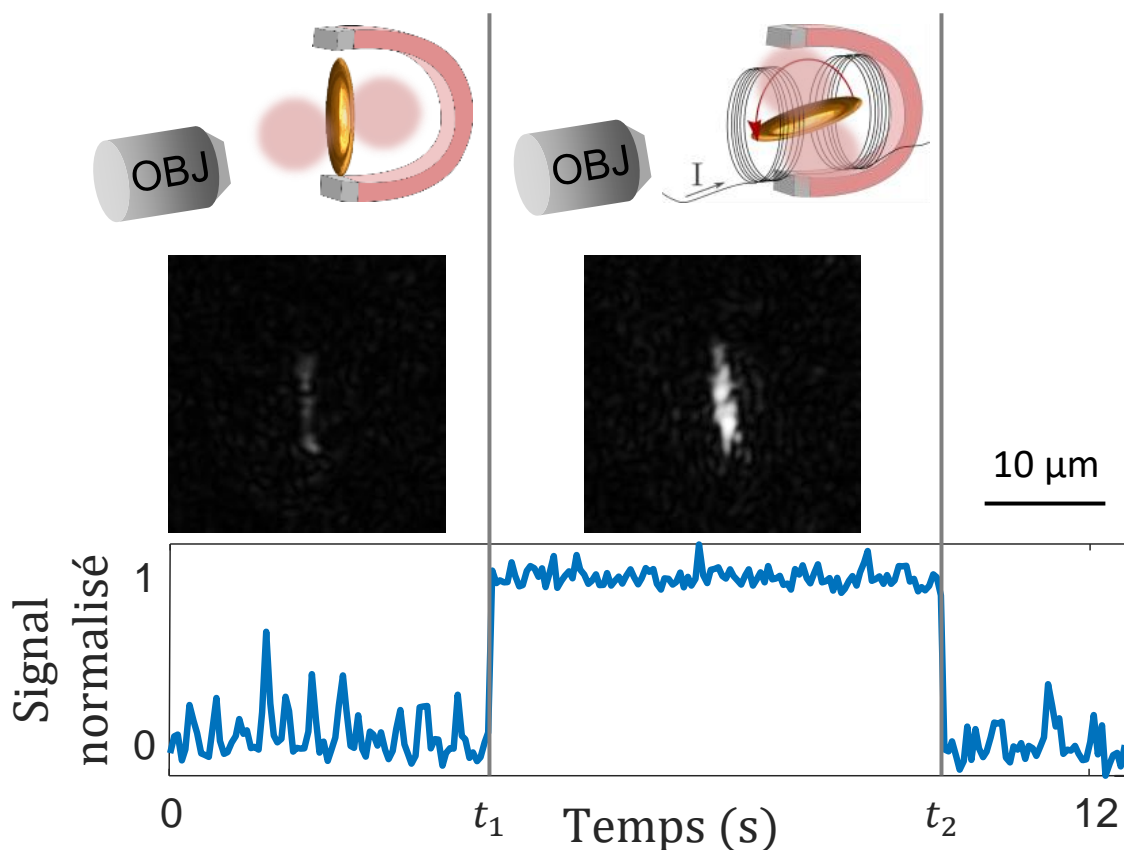 OBJ
OBJ
I
10 µm
Signal
normalisé
1
0
0
t₁
Temps (s)
t₂
12